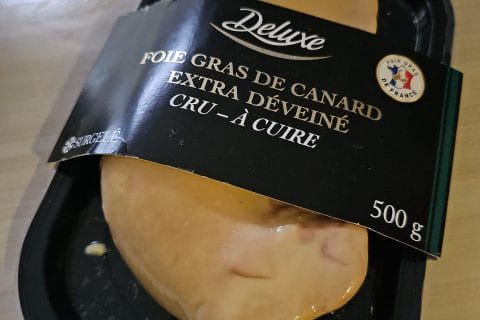 Deluxe
FOIE GRAS DE CANARD
EXTRA DÉVEINÉ
CRU – À CUIRE
FOIE GRAS
DE FRANCE
SURGELÉ
500 g